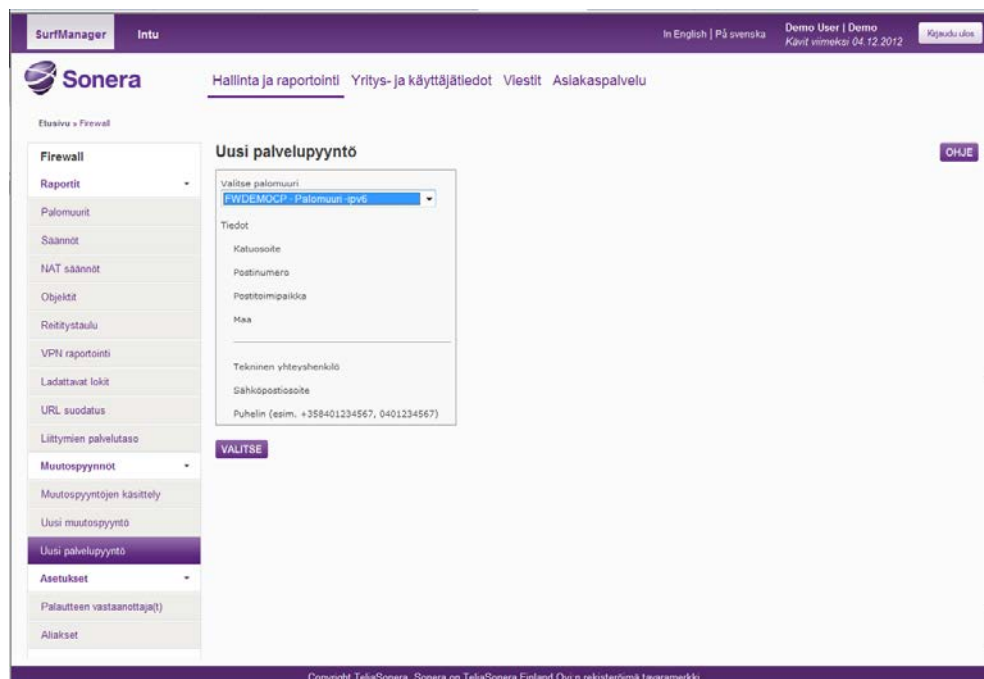 SurfManager Intu In English | På svenska Demo User | Demo
Kävit viimeksi 04.12.2012
Kirjaudu ulos
Sonera
Hallinta ja raportointi Yritys- ja käyttäjätiedot Viestit Asiakaspalvelu
Etusivu » Firewall
Firewall
Raportit
Palomuurit
Säännöt
NAT säännöt
Objektit
Reititystaulu
VPN raportointi
Ladattavat lokit
URL suodatus
Liittymien palvelutaso
Muutospyynnöt
Muutospyyntöjen käsittely
Uusi muutospyyntö
Uusi palvelupyyntö
Asetukset
Palautteen vastaanottaja(t)
Aliakset
Uusi palvelupyyntö
OHJE
Valitse palomuuri
FWDEMOCP - Palomuuri -ipv6
Tiedot
Katuosoite
Postinumero
Postitoimipaikka
Maa
Tekninen yhteyshenkilö
Sähköpostiosoite
Puhelin (esim. +358401234567, 0401234567)
VALITSE
Copyright TeliaSonera. Sonera on TeliaSonera Finland Oyj:n rekisteröimä tavaramerkki